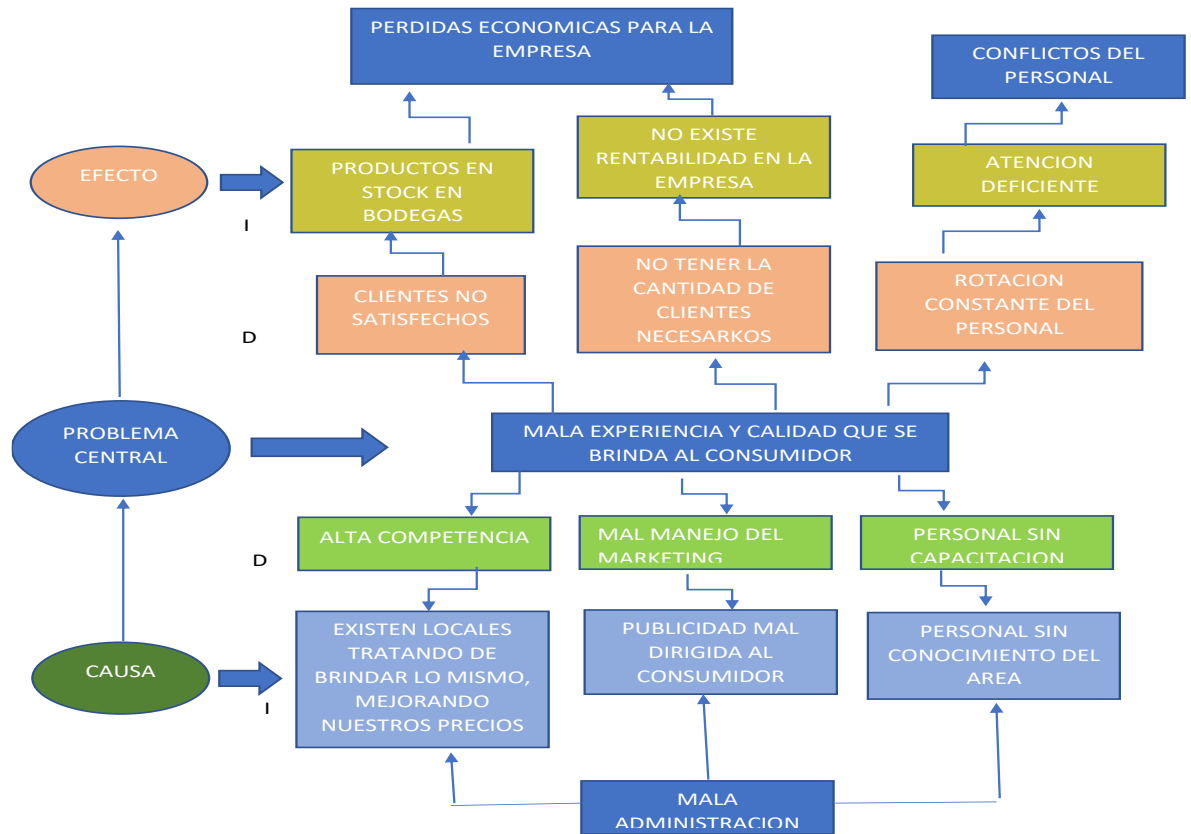 PERDIDAS ECONOMICAS PARA LA
EMPRESA
CONFLICTOS DEL
PERSONAL
EFECTO
I
PRODUCTOS EN
STOCK EN
BODEGAS
NO EXISTE
RENTABILIDAD EN LA
EMPRESA
ATENCION
DEFICIENTE
D
CLIENTES NO
SATISFECHOS
NO TENER LA
CANTIDAD DE
CLIENTES
NECESARKOS
ROTACION
CONSTANTE DEL
PERSONAL
PROBLEMA
CENTRAL
MALA EXPERIENCIA Y CALIDAD QUE SE
BRINDA AL CONSUMIDOR
D
ALTA COMPETENCIA
MAL MANEJO DEL
MARKETING
PERSONAL SIN
CAPACITACION
CAUSA
I
EXISTEN LOCALES
TRATANDO DE
BRINDAR LO MISMO,
MEJORANDO
NUESTROS PRECIOS
PUBLICIDAD MAL
DIRIGIDA AL
CONSUMIDOR
PERSONAL SIN
CONOCIMIENTO DEL
AREA
MALA
ADMINISTRACION